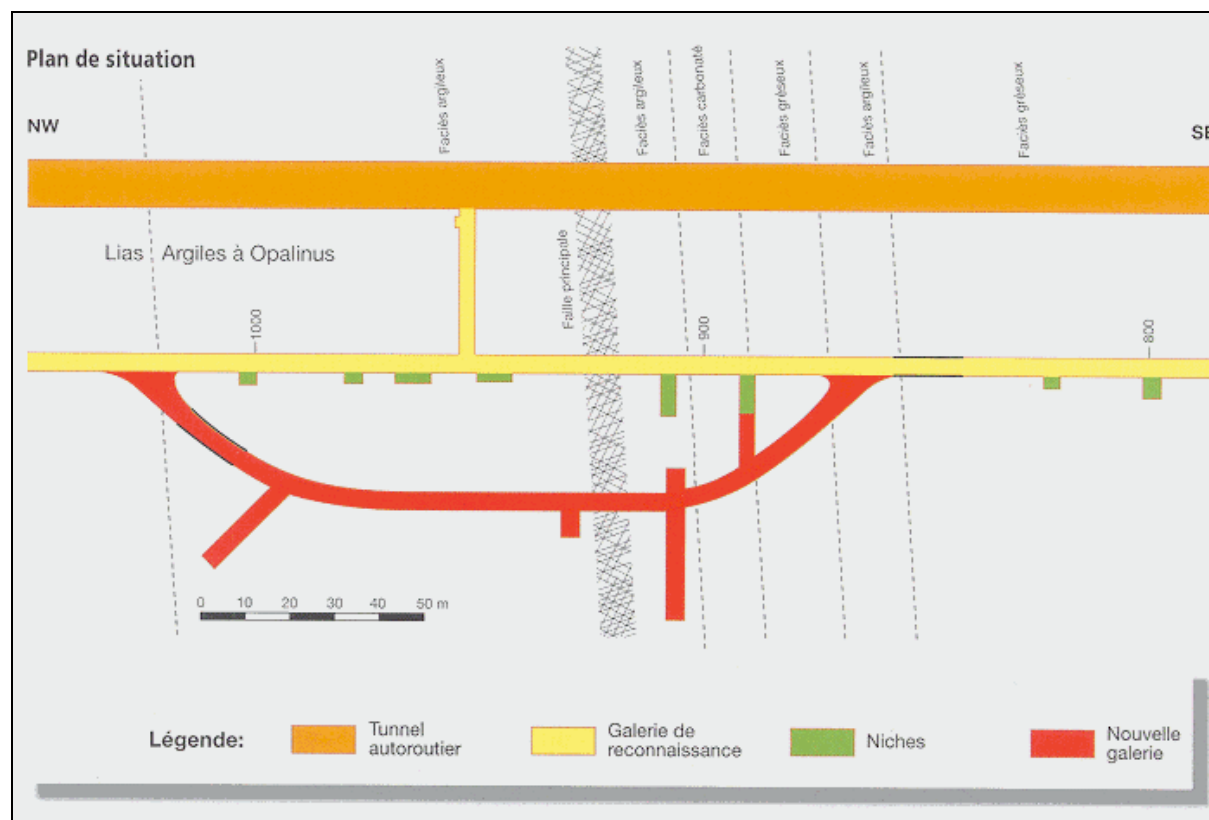 Plan de situation
NW
SE
Faciès argileux
Faciès argileux
Faciès carbonaté
Faciès gréseux
Faciès argileux
Faciès gréseux
Lias
Argiles à Opalinus
Faille principale
1000
900
800
0 10 20 30 40 50 m
Légende:
Tunnel
autoroutier
Galerie de
reconnaissance
Niches
Nouvelle
galerie